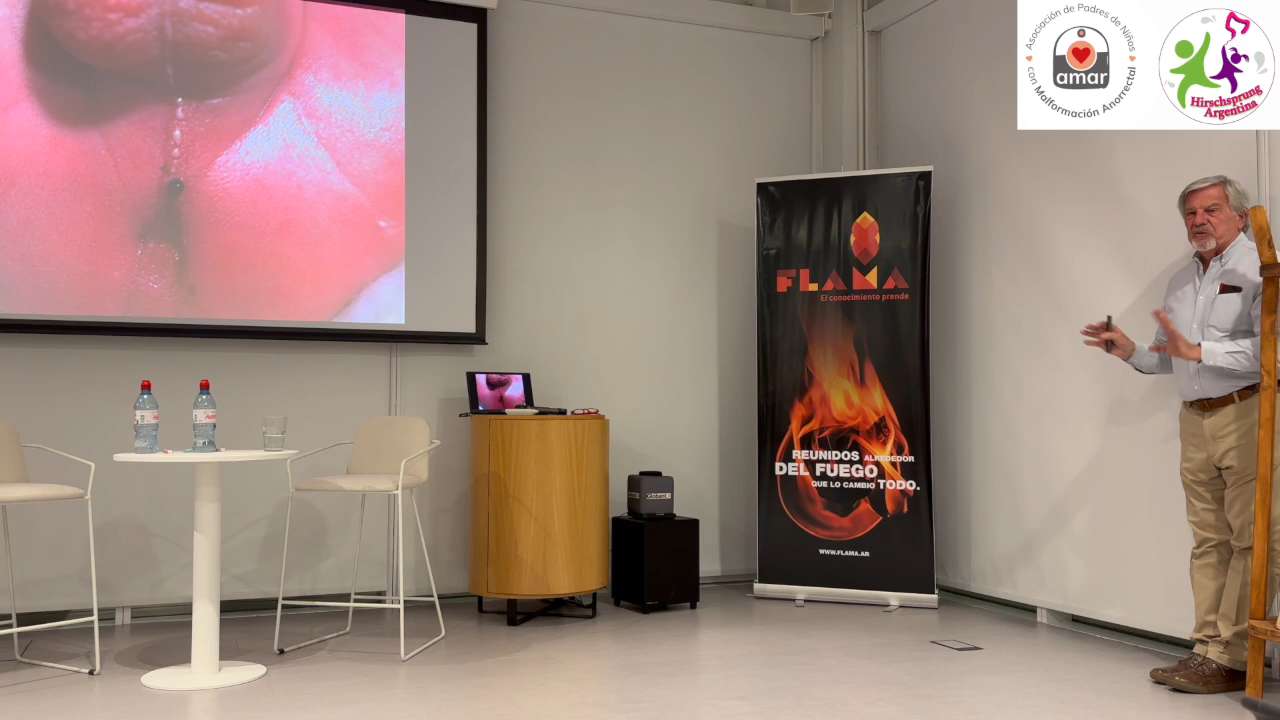 Asociación de Padres de Niños
con Malformación Anorrectal
amar
Hirschsprung
Argentina
FLAMA
El conocimiento prende
REUNIDOS ALREDEDOR
DEL FUEGO
QUE LO CAMBIO TODO.
WWW.FLAMA.AR